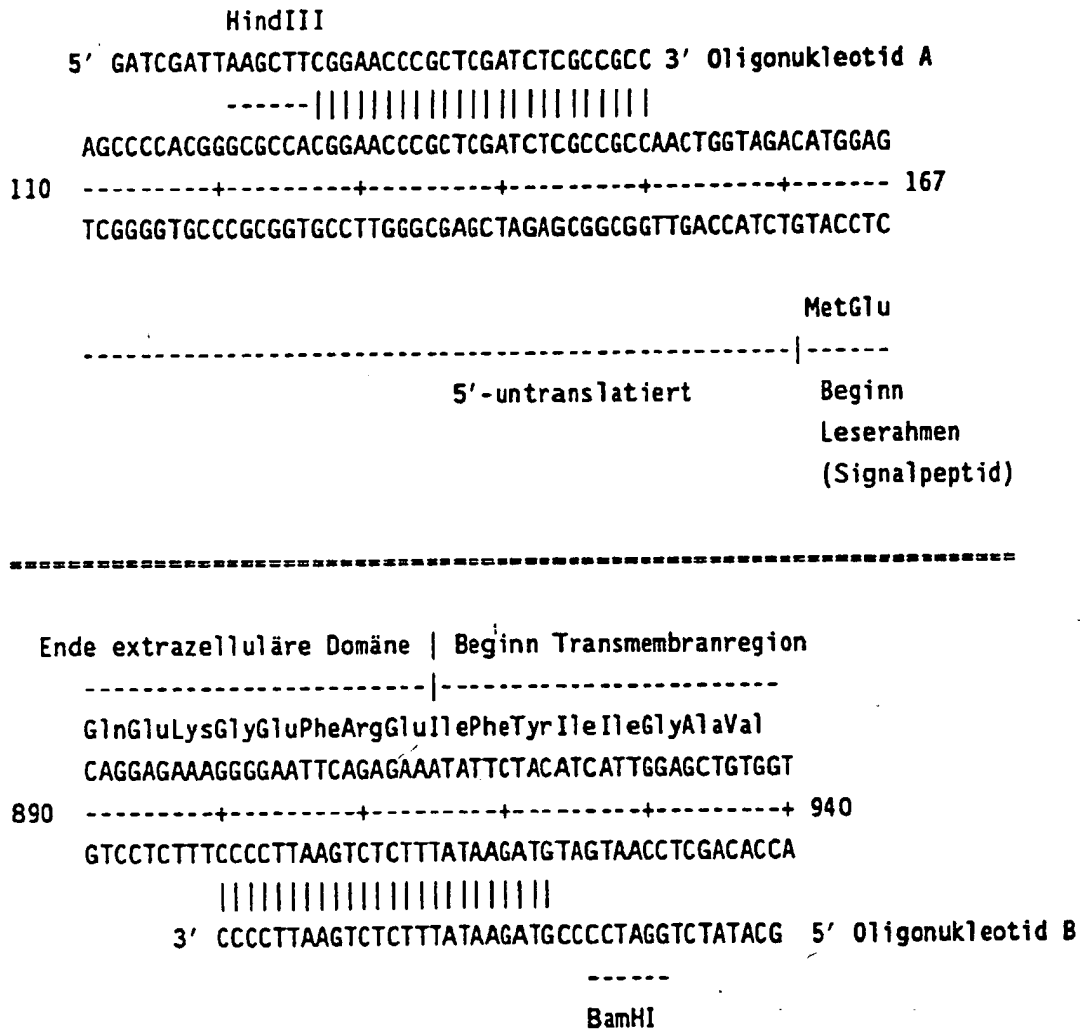 HindIII
5′ GATCGATTAAGCTTCGGAACCCGCTCGATCTCGCCGCC 3′ Oligonukleotid A
------||||||||||||||||||||||||
AGCCCCACGGGCGCCACGGAACCCGCTCGATCTCGCCGCCAACTGGTAGACATGGAG
110 ---------+---------+---------+---------+---------+------- 167
TCGGGGTGCCCGCGGTGCCTTGGGCGAGCTAGAGCGGCGGTTGACCATCTGTACCTC
MetGlu
--------------------------------------------------|------
5′-untranslatiert Beginn
Leserahmen
(Signalpeptid)
======================================================================
Ende extrazelluläre Domäne | Beginn Transmembranregion
------------------------|------------------------
GlnGluLysGlyGluPheArgGluIlePheTyrIleIleGlyAlaVal
CAGGAGAAAGGGGAATTCAGAGAAATATTCTACATCATTGGAGCTGTGGT
890 ---------+---------+---------+---------+---------+ 940
GTCCTCTTTCCCCTTAAGTCTCTTTATAAGATGTAGTAACCTCGACACCA
||||||||||||||||||||||||
3′ CCCCTTAAGTCTCTTTATAAGATGCCCCTAGGTCTATACG 5′ Oligonukleotid B
------
BamHI